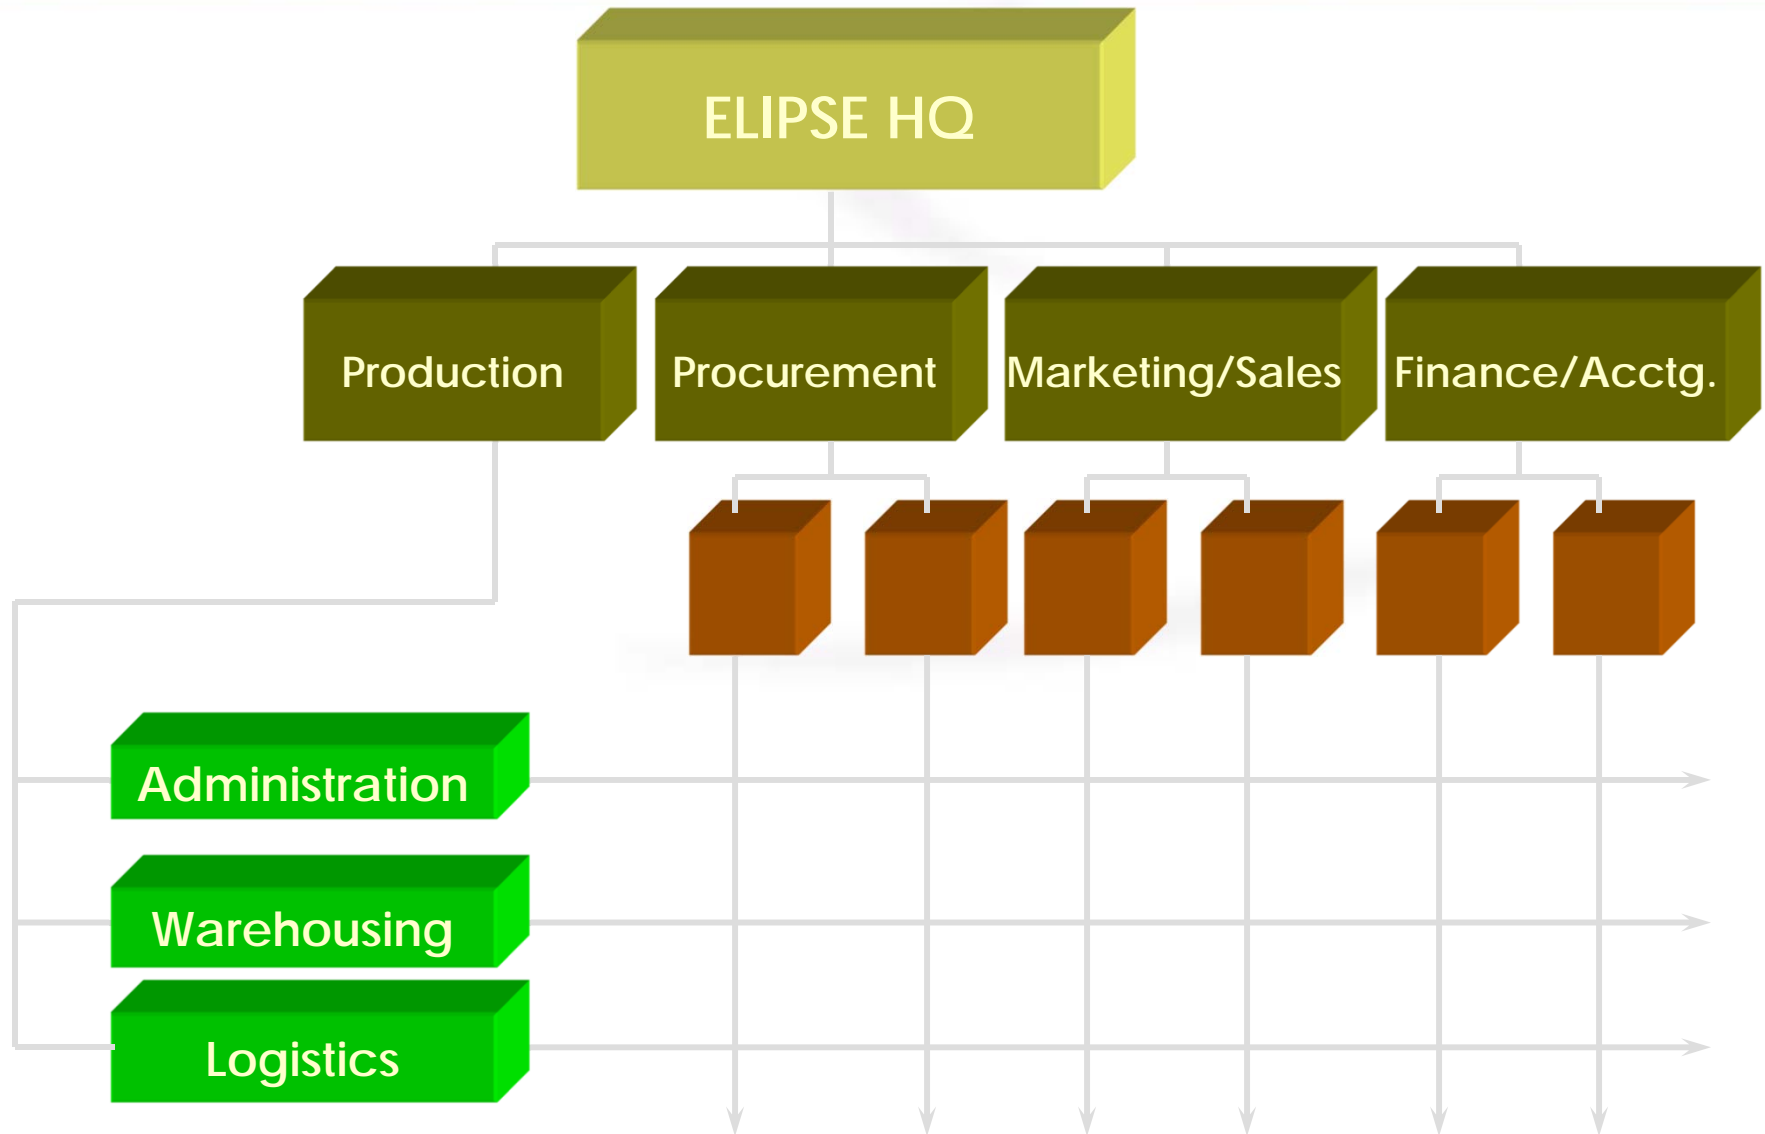 ELIPSE HQ
Production
Procurement
Marketing/Sales
Finance/Acctg.
Administration
Warehousing
Logistics